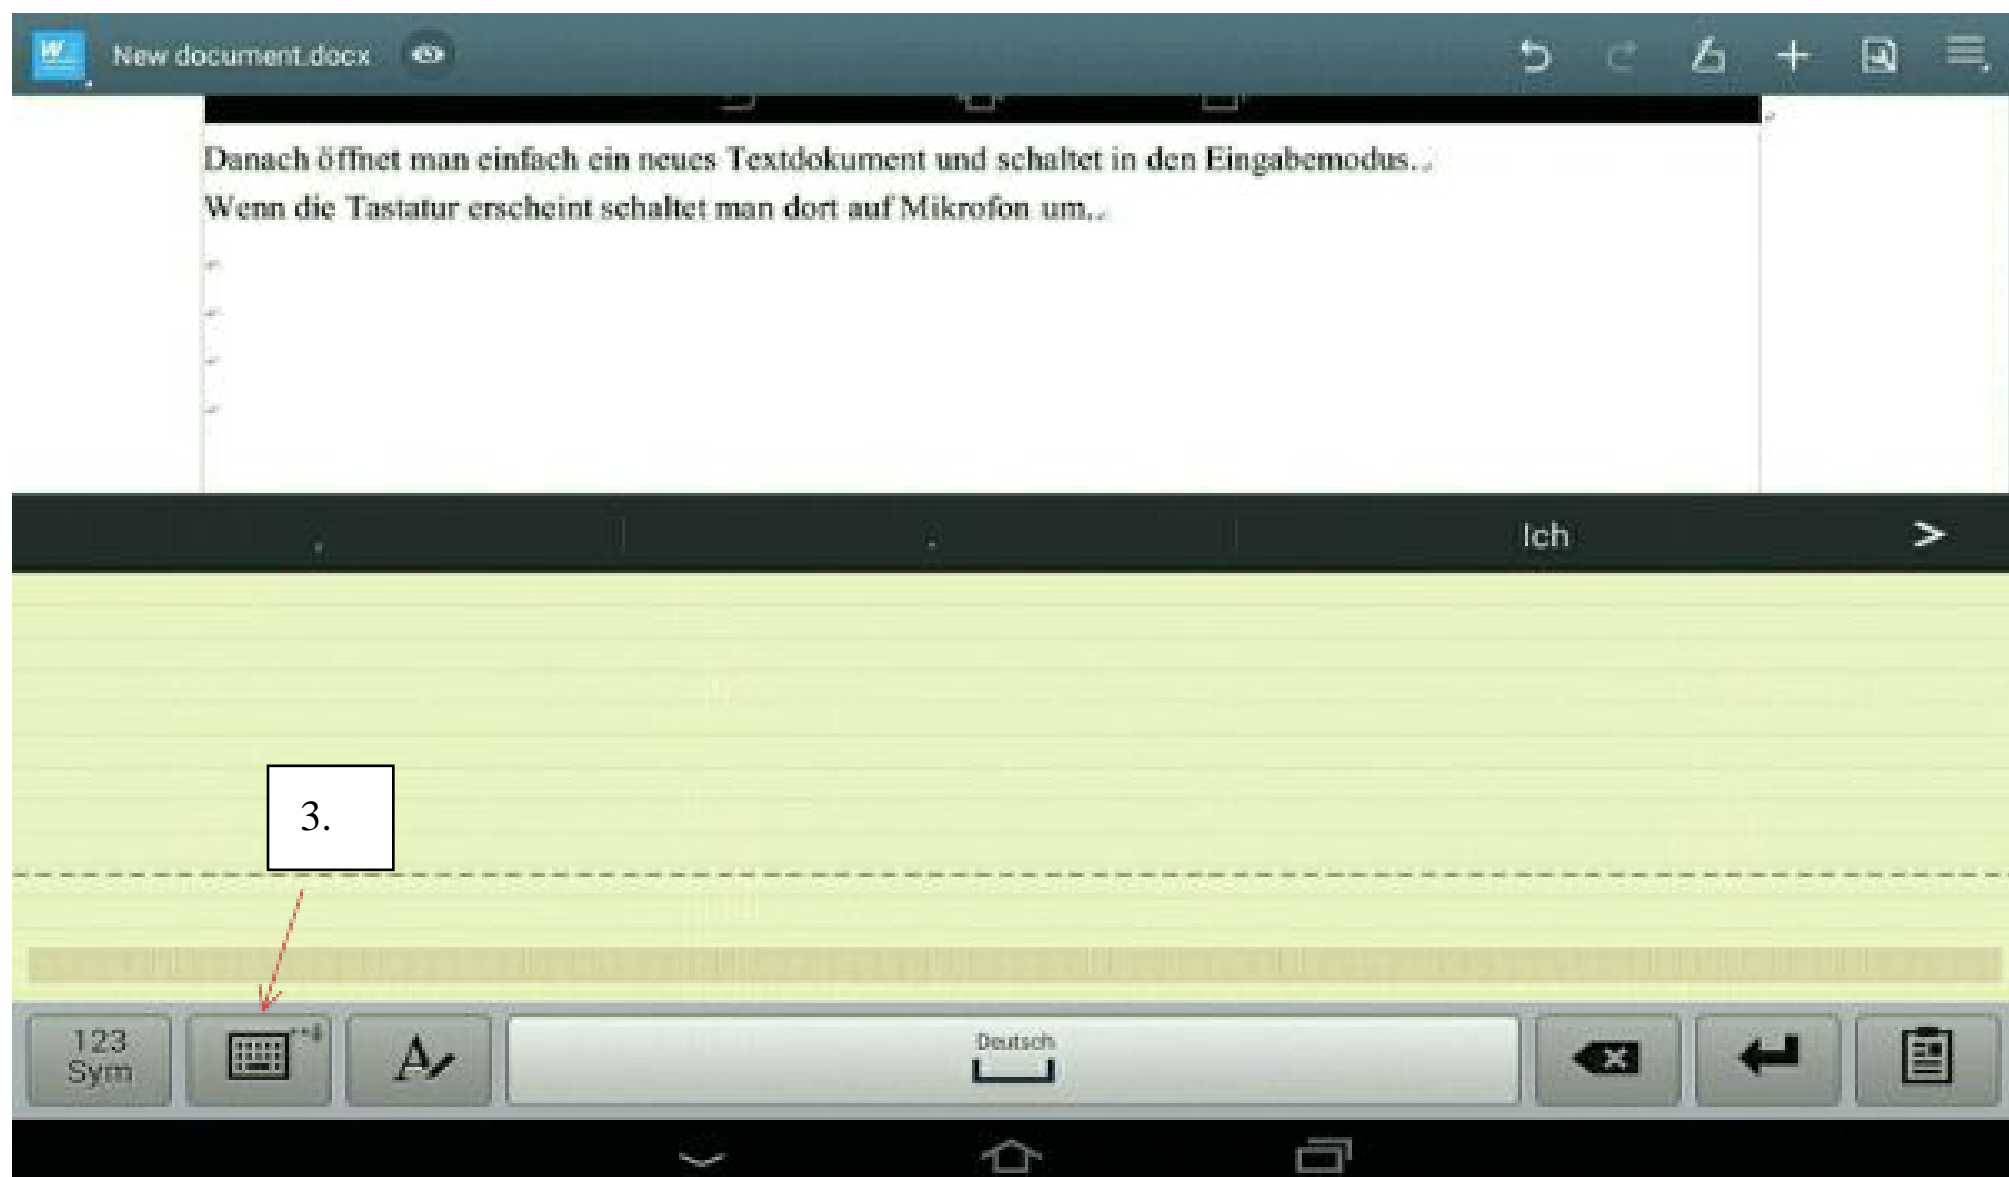 W
New document.docx
Danach öffnet man einfach ein neues Textdokument und schaltet in den Eingabemodus.
Wenn die Tastatur erscheint schaltet man dort auf Mikrofon um.
, . Ich >
3.
123
Sym
Deutsch